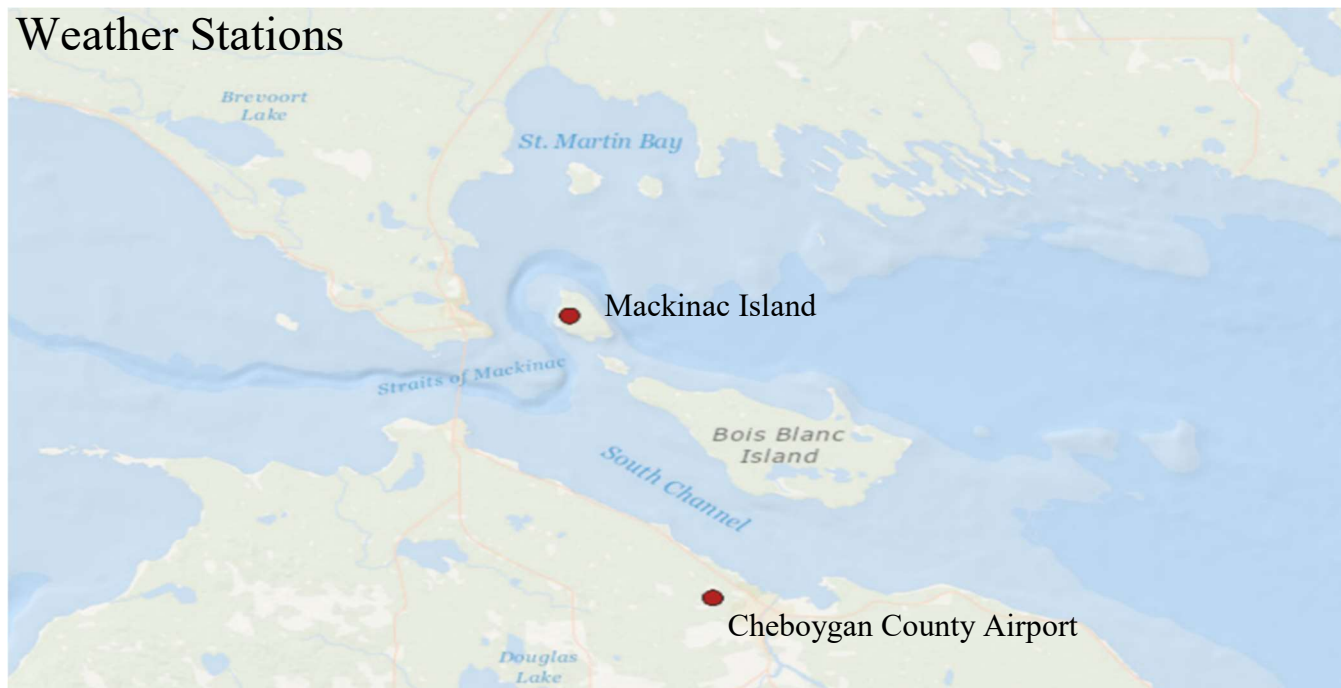 Weather Stations
Brevoort
Lake
St. Martin Bay
Mackinac Island
Straits of Mackinac
Bois Blanc
Island
South Channel
Cheboygan County Airport
Douglas
Lake